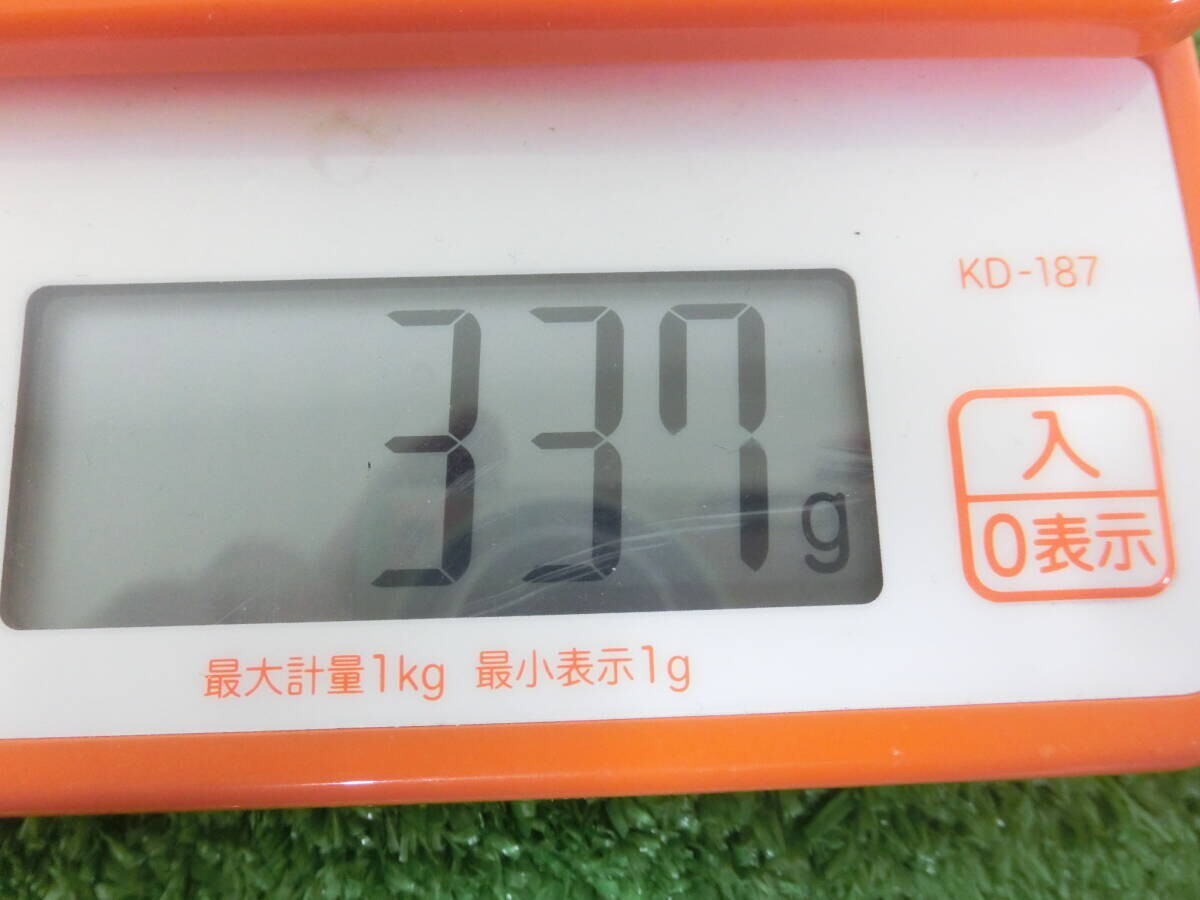 KD-187
337g
入
0表示
最大計量1kg 最小表示1g